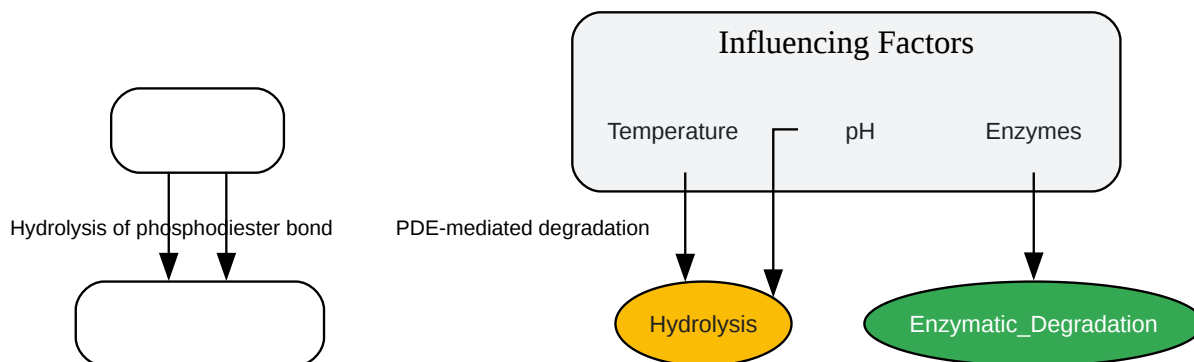 Influencing Factors
Temperature
pH
Enzymes
Hydrolysis of phosphodiester bond
PDE-mediated degradation
Hydrolysis
Enzymatic_Degradation